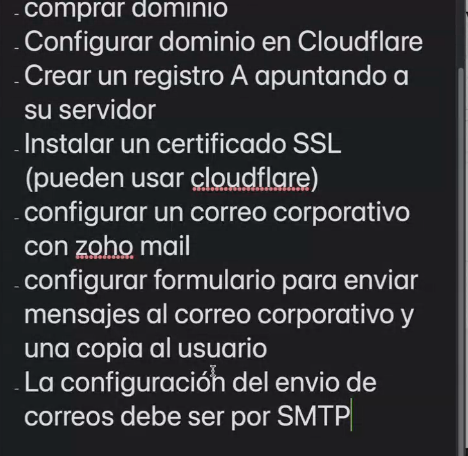 - comprar dominio
- Configurar dominio en Cloudflare
- Crear un registro A apuntando a
su servidor
- Instalar un certificado SSL
(pueden usar cloudflare)
- configurar un correo corporativo
con zoho mail
- configurar formulario para enviar
mensajes al correo corporativo y
una copia al usuario
- La configuración del envio de
correos debe ser por SMTP